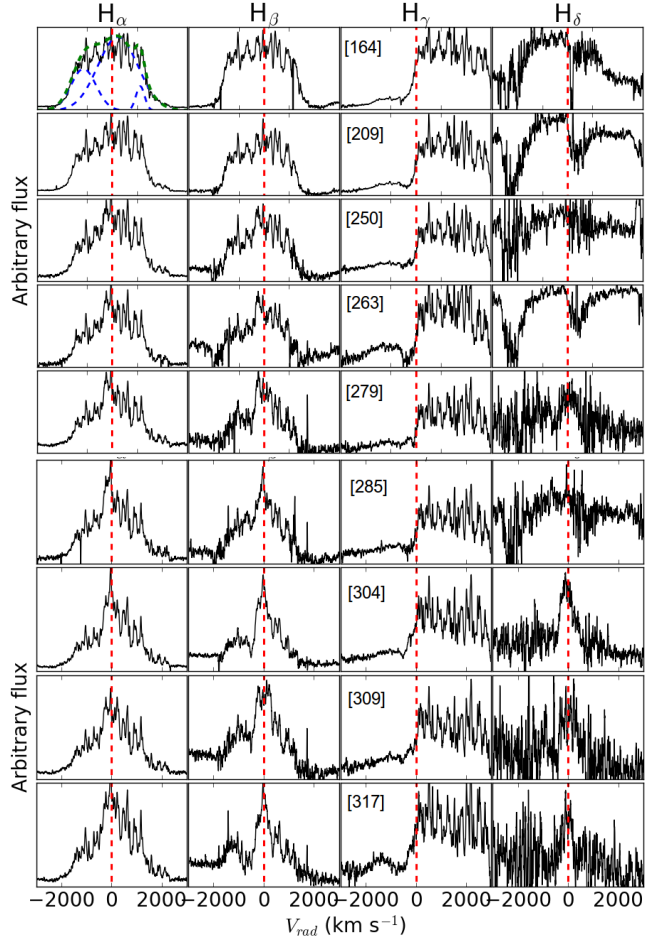 Hα Hβ Hγ Hδ
[164]
[209]
[250]
[263]
[279]
Arbitrary flux
[285]
[304]
[309]
[317]
Arbitrary flux
−2000 0 2000 −2000 0 2000 −2000 0 2000 −2000 0 2000
V_rad (km s⁻¹)